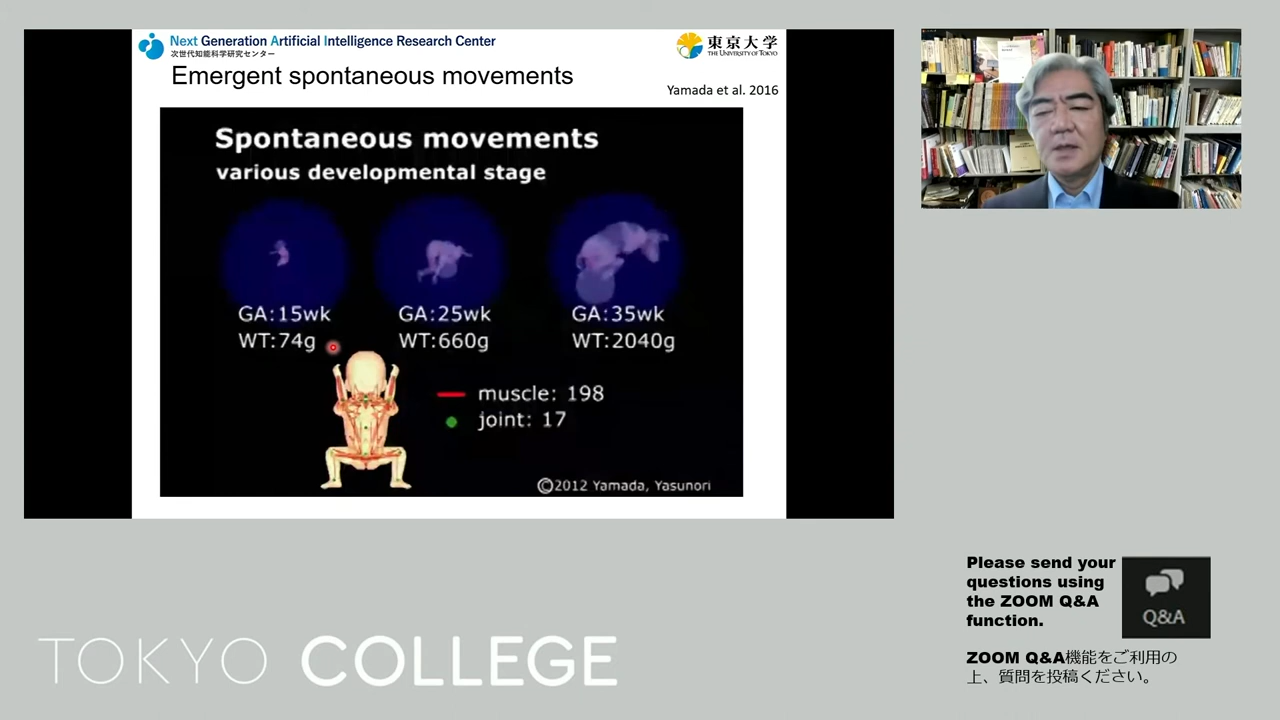 Next Generation Artificial Intelligence Research Center
次世代知能科学研究センター
東京大学
THE UNIVERSITY OF TOKYO
Emergent spontaneous movements
Yamada et al. 2016
Spontaneous movements
various developmental stage
GA:15wk
WT:74g
GA:25wk
WT:660g
GA:35wk
WT:2040g
muscle: 198
joint: 17
©2012 Yamada, Yasunori
Please send your
questions using
the ZOOM Q&A
function.
Q&A
ZOOM Q&A機能をご利用の
上、質問を投稿ください。
TOKYO COLLEGE